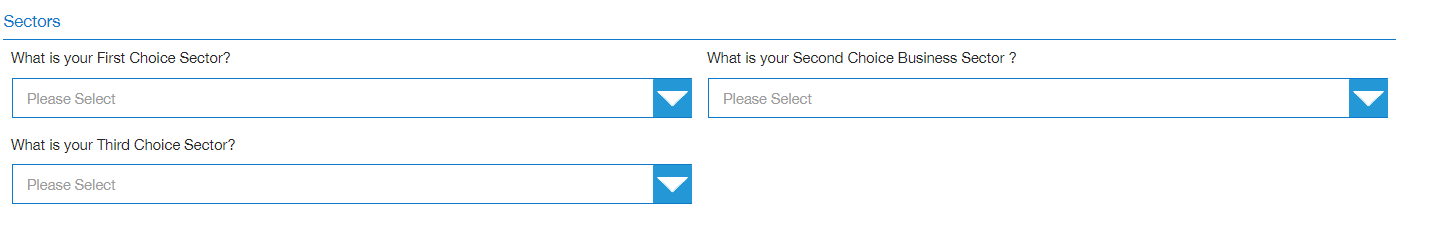 Sectors
What is your First Choice Sector?
What is your Second Choice Business Sector ?
Please Select
Please Select
What is your Third Choice Sector?
Please Select